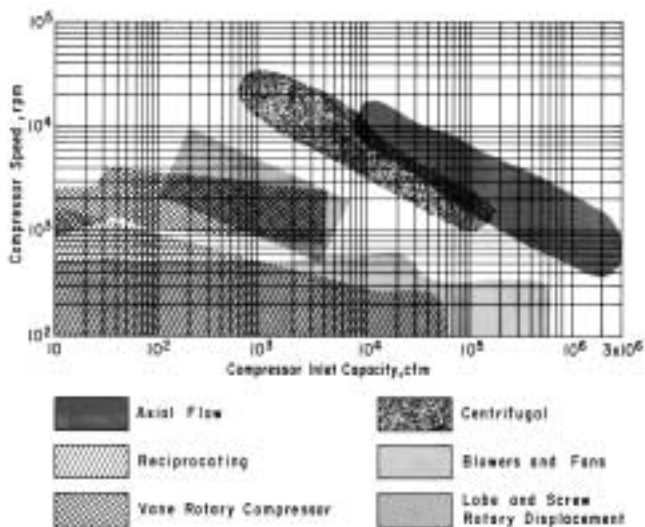 10⁵
10⁴
10³
10²
Compressor Speed, rpm
10 10² 10³ 10⁴ 10⁵ 10⁶ 3x10⁶
Compressor Inlet Capacity, cfm
Axial Flow
Centrifugal
Reciprocating
Blowers and Fans
Vane Rotary Compressor
Lobe and Screw
Rotary Displacement